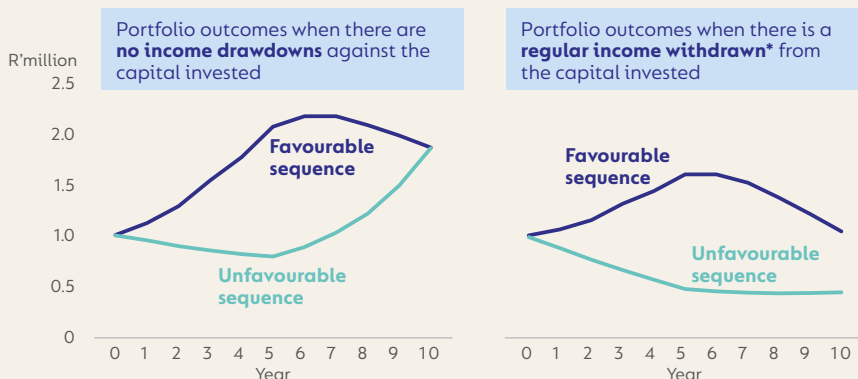 Portfolio outcomes when there are
no income drawdowns against the
capital invested
R'million
2.5
2.0
1.5
1.0
0.5
0
Favourable
sequence
Unfavourable
sequence
0 1 2 3 4 5 6 7 8 9 10
Year
Portfolio outcomes when there is a
regular income withdrawn* from
the capital invested
Favourable
sequence
Unfavourable
sequence
0 1 2 3 4 5 6 7 8 9 10
Year